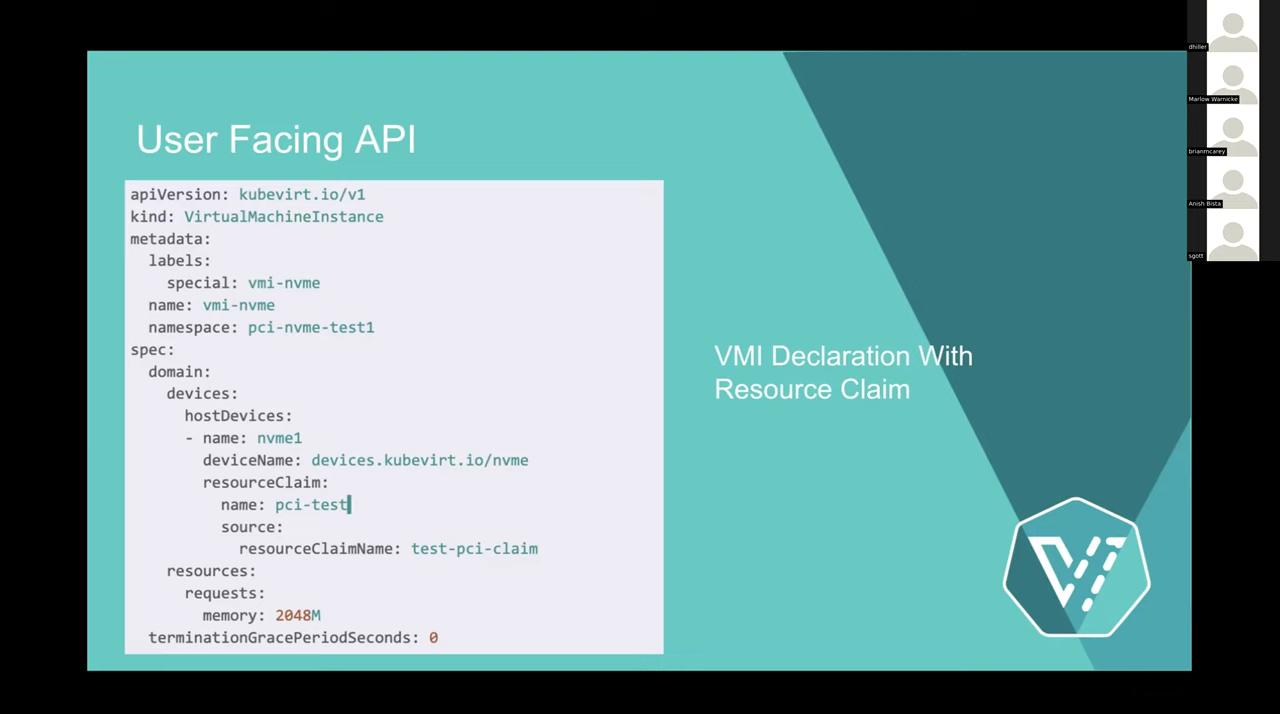 User Facing API
apiVersion: kubevirt.io/v1
kind: VirtualMachineInstance
metadata:
  labels:
    special: vmi-nvme
  name: vmi-nvme
  namespace: pci-nvme-test1
spec:
  domain:
    devices:
      hostDevices:
      - name: nvme1
        deviceName: devices.kubevirt.io/nvme
        resourceClaim:
          name: pci-test
          source:
            resourceClaimName: test-pci-claim
    resources:
      requests:
        memory: 2048M
  terminationGracePeriodSeconds: 0
VMI Declaration With
Resource Claim
dhiller
Marlow Warnicke
brianmcarey
Anish Bista
sgott